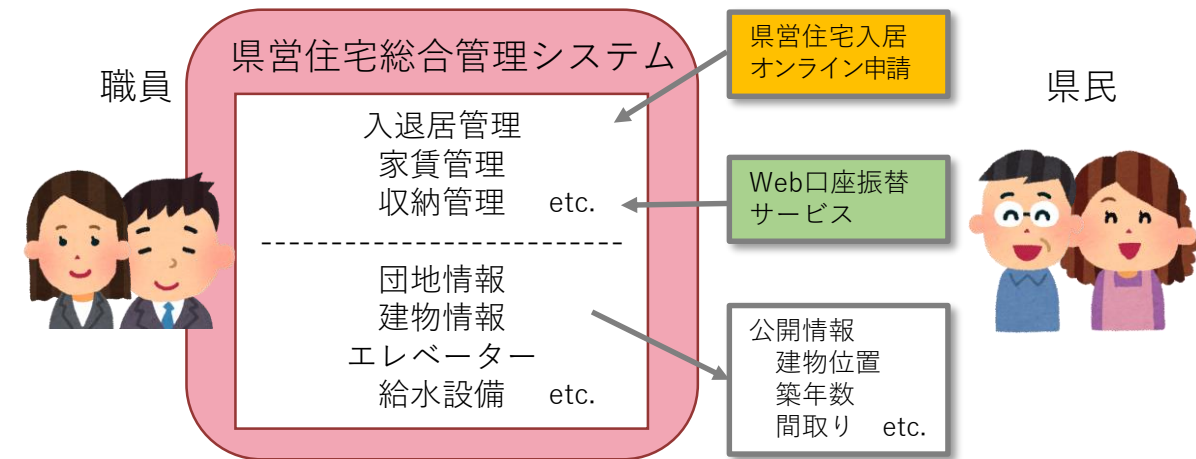 職員
県営住宅総合管理システム
入退居管理
家賃管理
収納管理 etc.
--------------------------
団地情報
建物情報
エレベーター
給水設備 etc.
県営住宅入居
オンライン申請
Web口座振替
サービス
公開情報
建物位置
築年数
間取り etc.
県民